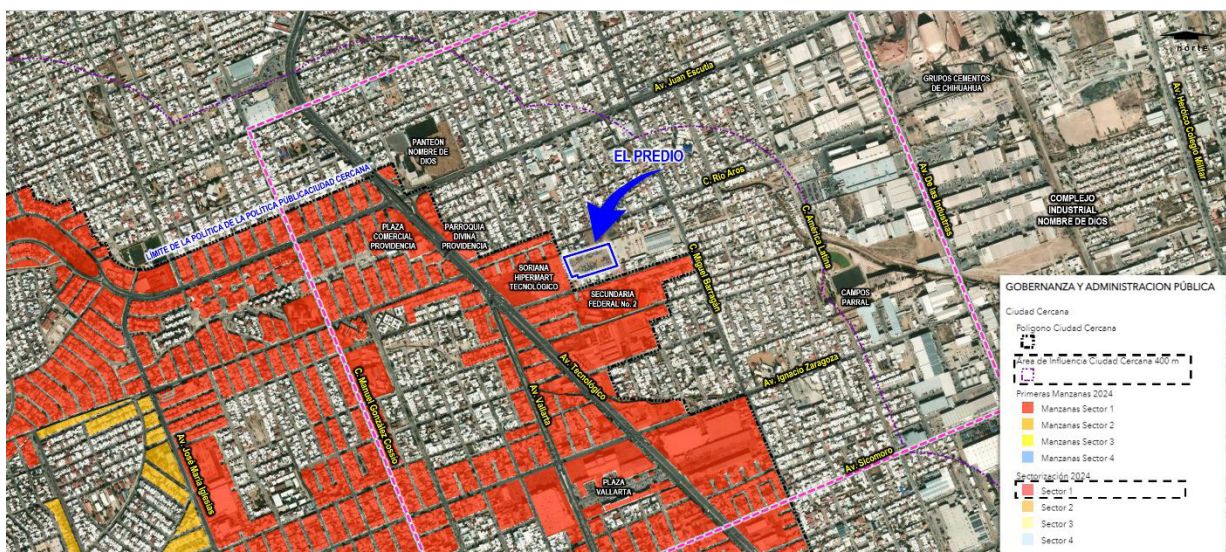 norte
GRUPOS CEMENTOS
DE CHIHUAHUA
Av. Heróico Colegio Militar
Av. Juan Escutia
PANTEON
NOMBRE DE
DIOS
EL PREDIO
C. Río Aros
Av. De las Industrias
LIMITE DE LA POLITICA PÚBLICACIUDAD CERCANA
COMPLEJO
INDUSTRIAL
NOMBRE DE DIOS
PLAZA
COMERCIAL
PROVIDENCIA
PARROQUIA
DIVINA
PROVIDENCIA
C. América Latina
C. Miguel Barragán
SORIANA
HIPERMART
TECNOLÓGICO
SECUNDARIA
FEDERAL No. 2
CAMPOS
PARRAL
Av. Ignacio Zaragoza
Av. Tecnológico
Av. Vallarta
C. Manuel González Cossío
Av. José María Iglesias
Av. Sicomoro
PLAZA
VALLARTA
GOBERNANZA Y ADMINISTRACION PÚBLICA
Ciudad Cercana
Polígono Ciudad Cercana
Área de Influencia Ciudad Cercana 400 m
Primeras Manzanas 2024
Manzanas Sector 1
Manzanas Sector 2
Manzanas Sector 3
Manzanas Sector 4
Sectorización 2024
Sector 1
Sector 2
Sector 3
Sector 4